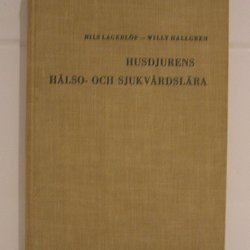 NILS LAGERLÖF — WILLY HALLGREN
HUSDJURENS
HÄLSO- OCH SJUKVÅRDSLÄRA